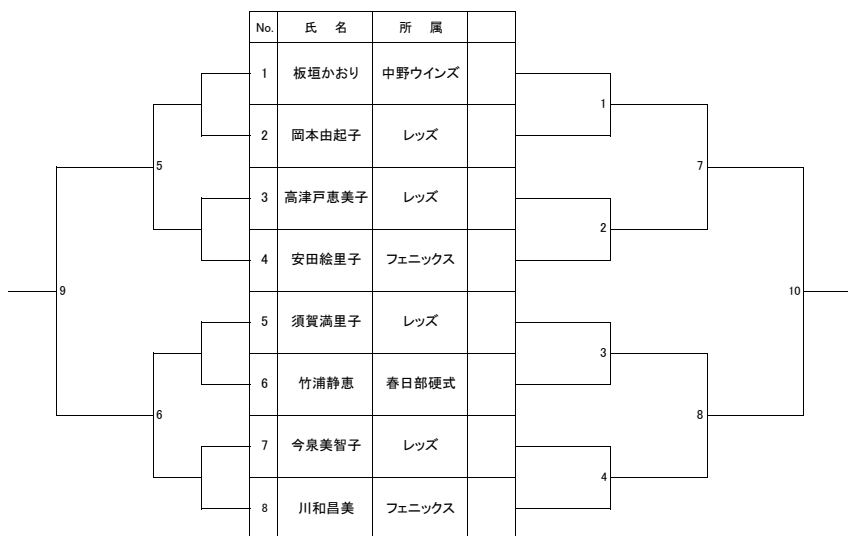 No. 氏 名 所 属
1 板垣かおり 中野ウインズ
1
2 岡本由起子 レッズ
5 7
3 高津戸恵美子 レッズ
2
4 安田絵里子 フェニックス
9 10
5 須賀満里子 レッズ
3
6 竹浦静恵 春日部硬式
6 8
7 今泉美智子 レッズ
4
8 川和昌美 フェニックス